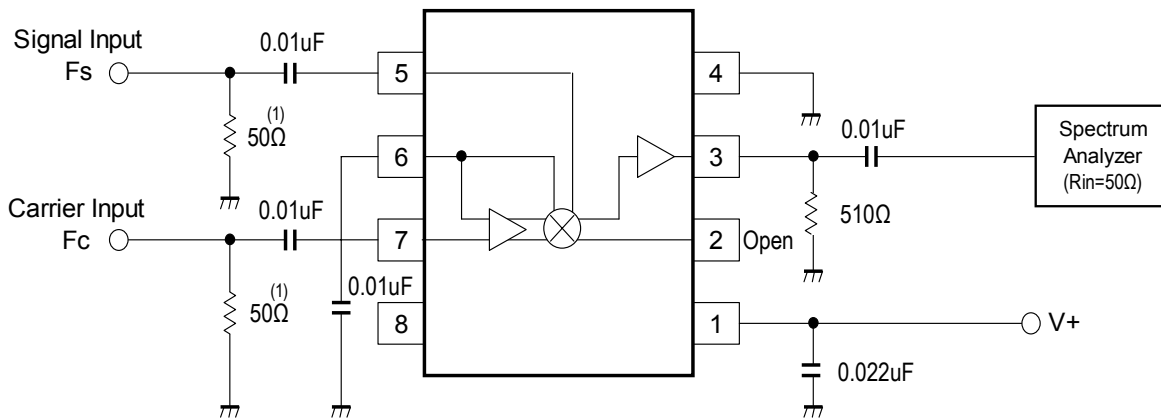 Signal Input
Fs
0.01uF
(1)
50Ω
Carrier Input
Fc
0.01uF
(1)
50Ω
0.01uF
5
6
7
8
4
3
2
1
Open
0.01uF
510Ω
Spectrum
Analyzer
(Rin=50Ω)
V+
0.022uF